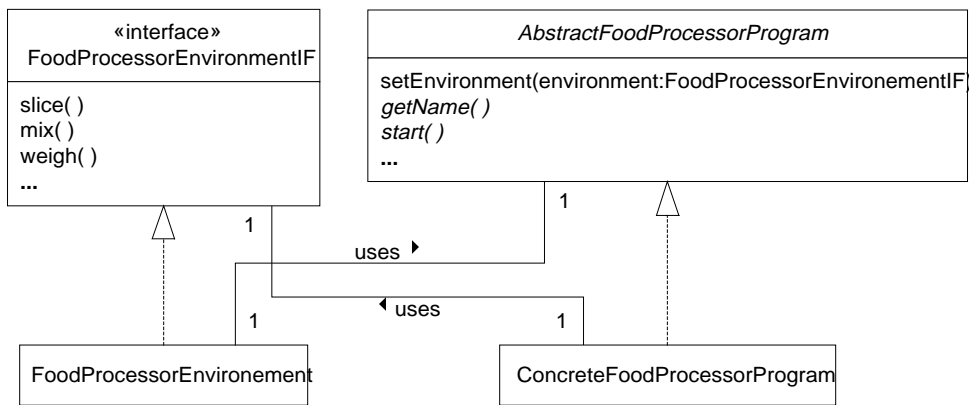 «interface»
FoodProcessorEnvironmentIF
slice( )
mix( )
weigh( )
...
AbstractFoodProcessorProgram
setEnvironment(environment:FoodProcessorEnvironementIF)
getName( )
start( )
...
1
1
uses
uses
1
1
FoodProcessorEnvironement
ConcreteFoodProcessorProgram